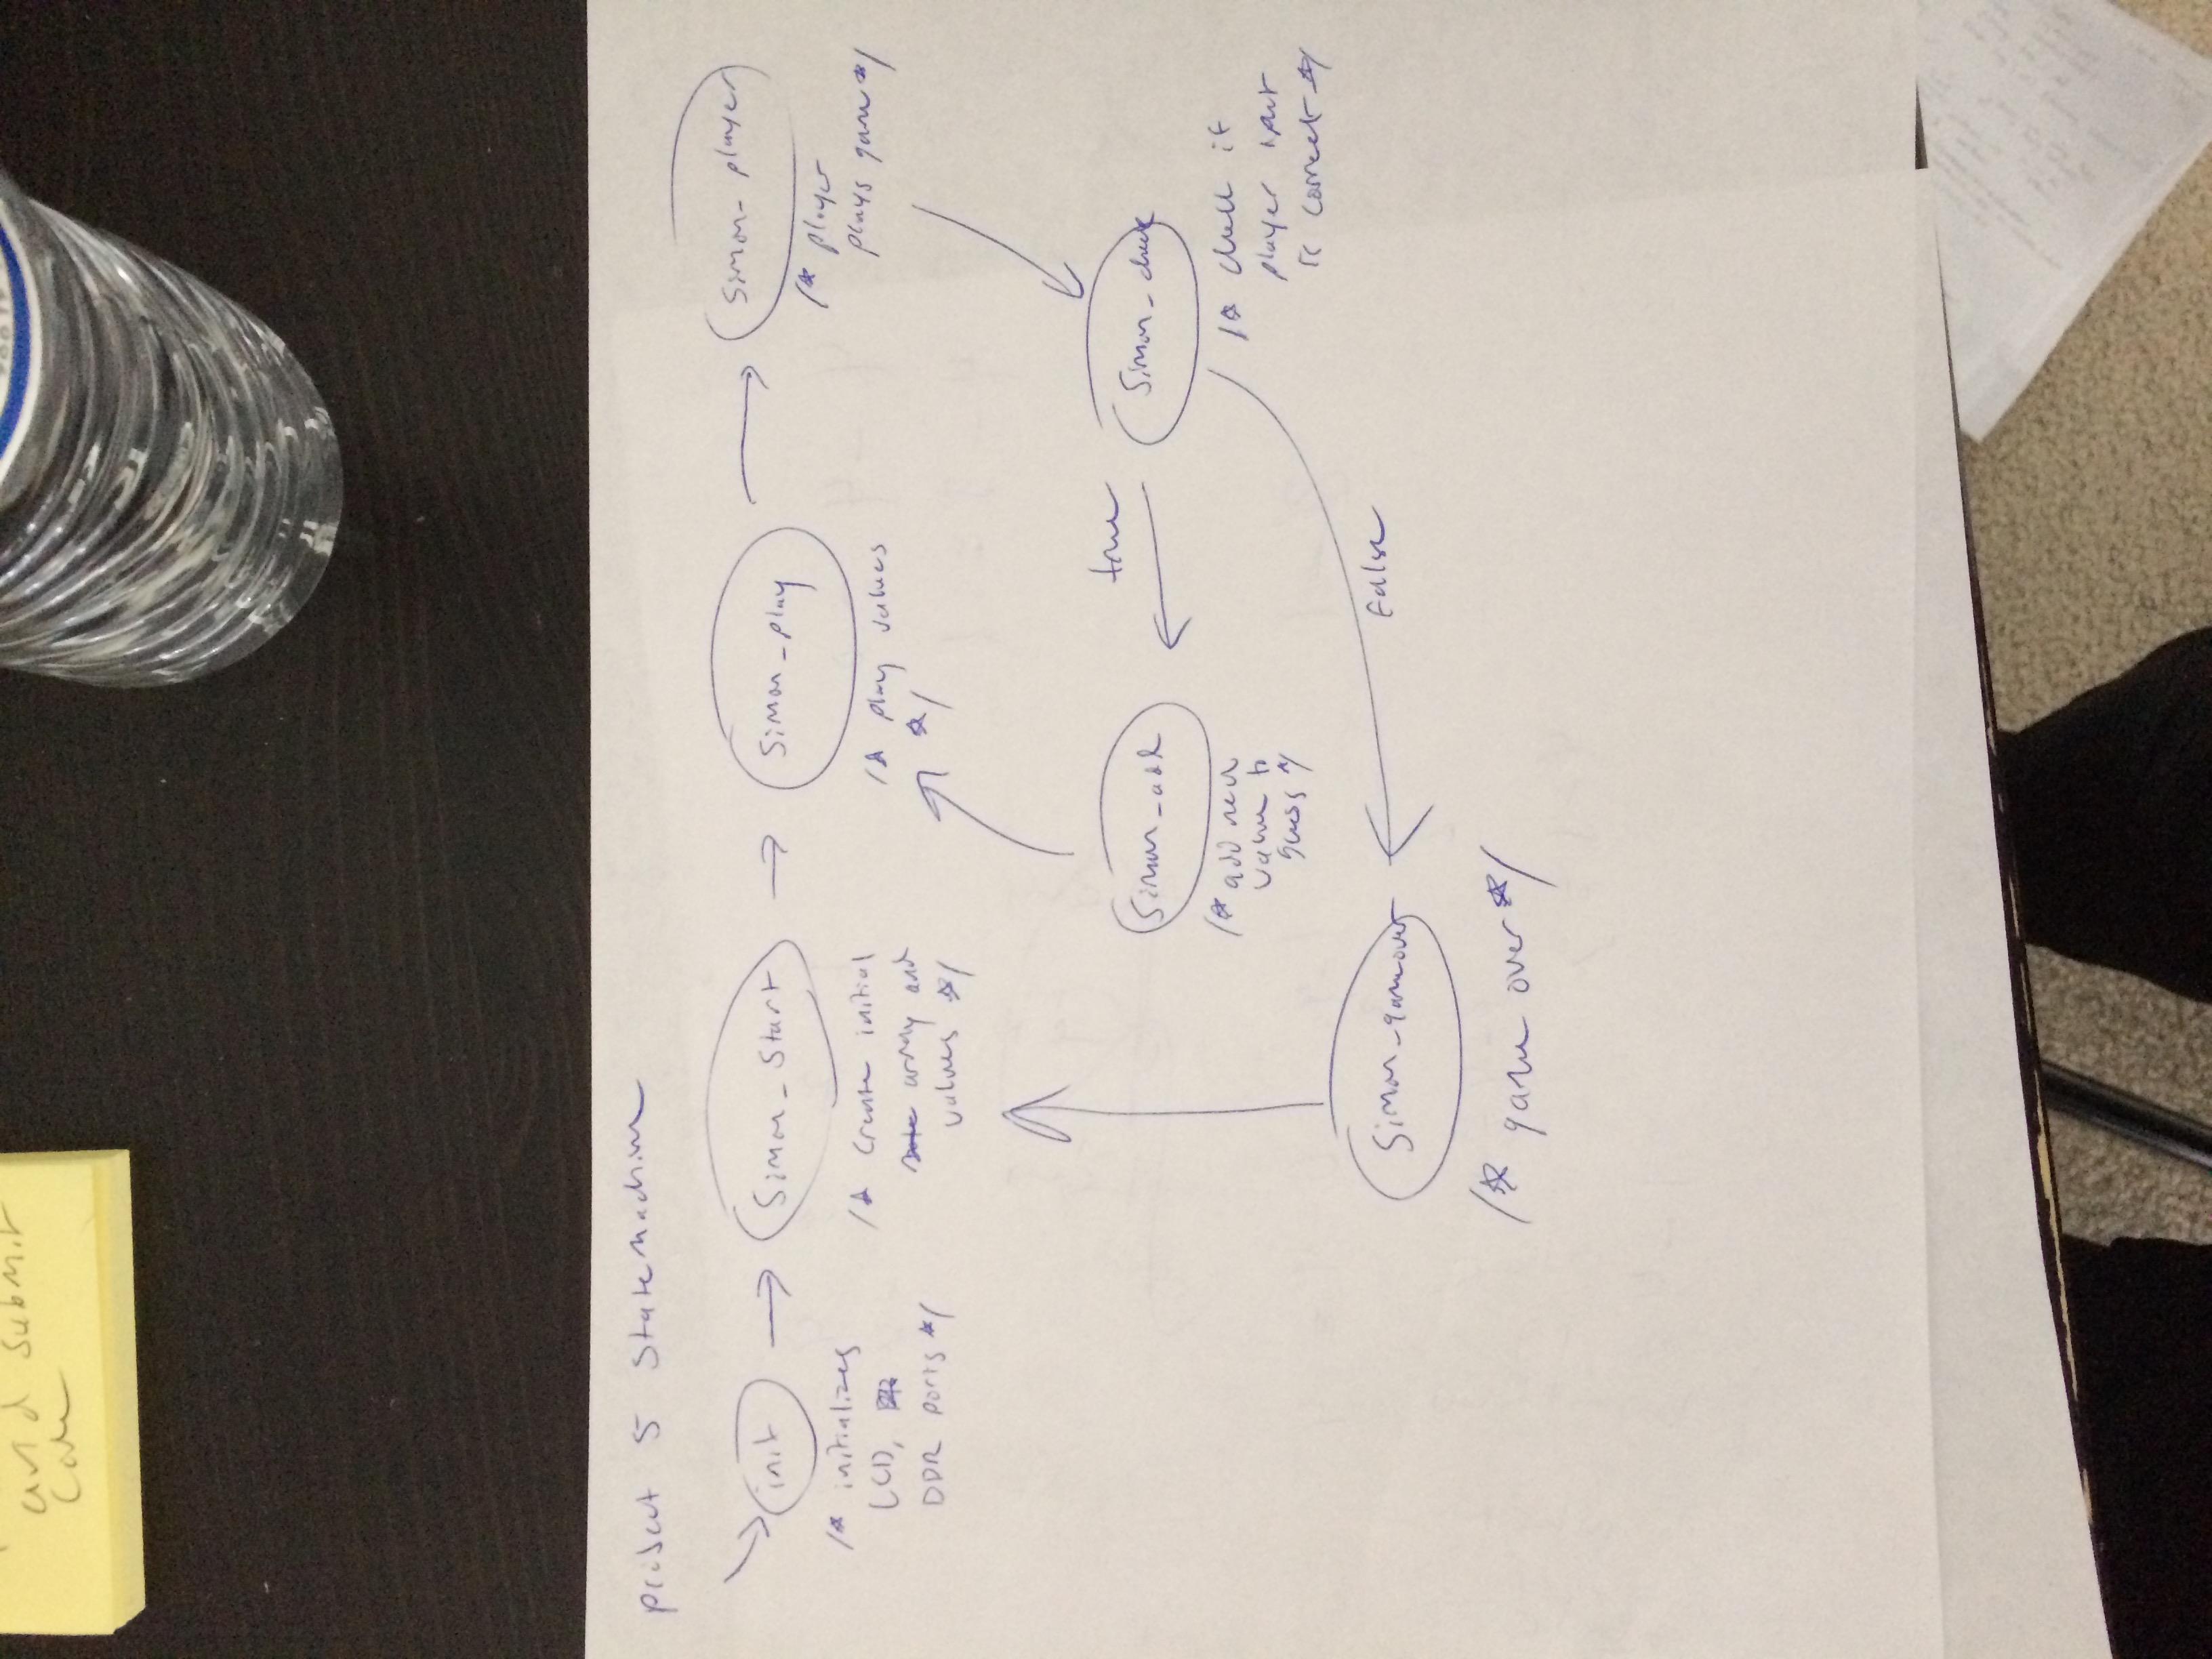 and submit
Code
project 5 StateMachine
init
Simon_Start
Simon_play
Simon_player
/* initializes
LCD,
DDR ports */
/* Create initial
array and
values */
/* play values
*/
/* player
plays game */
true
Simon_add
Simon_check
/* add new
value to
guess */
/* check if
player input
is correct */
False
Simon_gameover
/* game over */